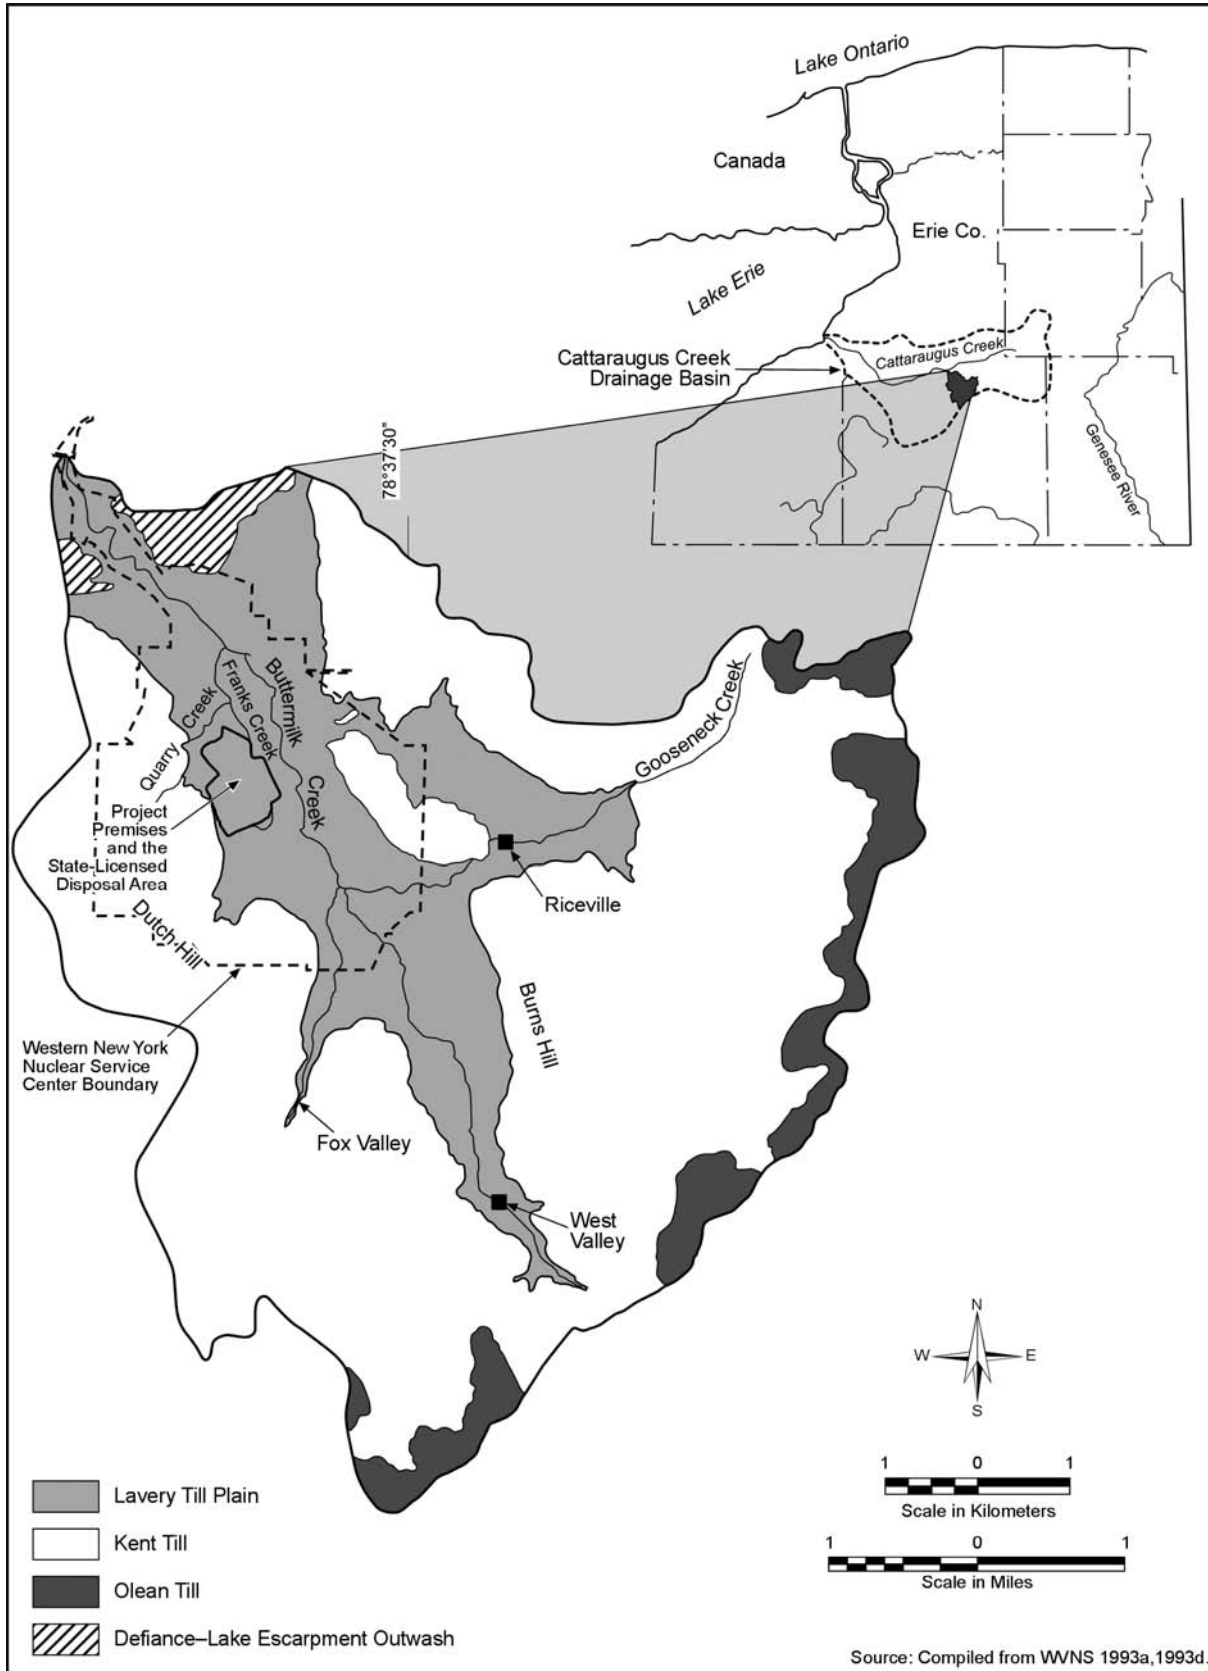 Lake Ontario
Canada
Erie Co.
Lake Erie
Cattaraugus Creek
Cattaraugus Creek
Drainage Basin
Genesee River
78°37'30"
Gooseneck Creek
Buttermilk
Creek
Franks Creek
Quarry Creek
Project
Premises
and the
State-Licensed
Disposal Area
Riceville
Dutch Hill
Burns Hill
Western New York
Nuclear Service
Center Boundary
Fox Valley
West
Valley
N
W E
S
1 0 1
Scale in Kilometers
1 0 1
Scale in Miles
Lavery Till Plain
Kent Till
Olean Till
Defiance–Lake Escarpment Outwash
Source: Compiled from WVNS 1993a,1993d.